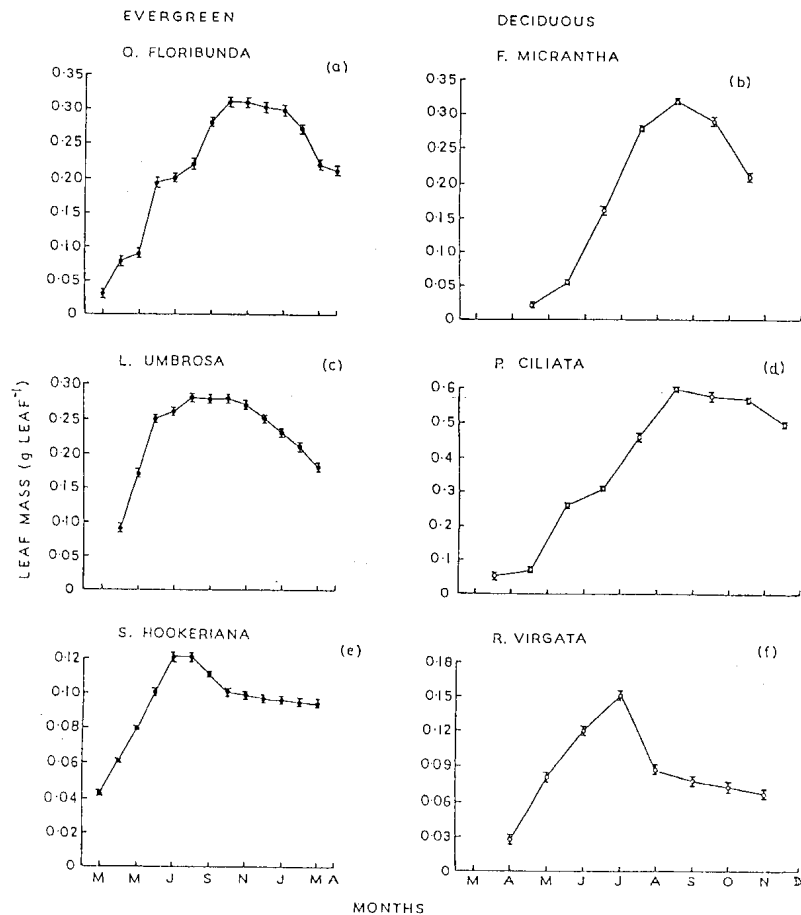 EVERGREEN
DECIDUOUS
Q. FLORIBUNDA
(a)
0·35
0·30
0·25
0·20
0·15
0·10
0·05
0
F. MICRANTHA
(b)
0·35
0·30
0·25
0·20
0·15
0·10
0·05
0
L. UMBROSA
(c)
0·30
0·25
0·20
0·15
0·10
0·05
0
P. CILIATA
(d)
0·6
0·5
0·4
0·3
0·2
0·1
0
LEAF MASS (g LEAF⁻¹)
S. HOOKERIANA
(e)
0·12
0·10
0·08
0·06
0·04
0·02
0
M M J S N J M A
R. VIRGATA
(f)
0·18
0·15
0·12
0·09
0·06
0·03
0
M A M J J A S O N D
MONTHS